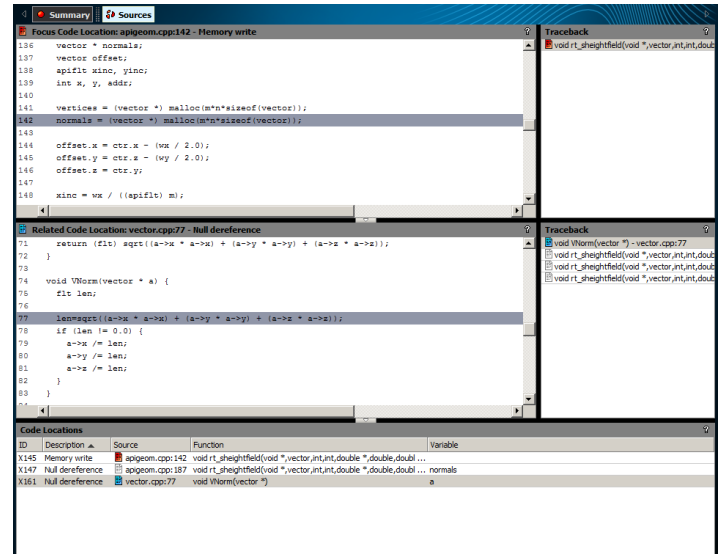 Summary Sources
Focus Code Location: apigeom.cpp:142 - Memory write ?
136 vector * normals;
137 vector offset;
138 apiflt xinc, yinc;
139 int x, y, addr;
140
141 vertices = (vector *) malloc(m*n*sizeof(vector));
142 normals = (vector *) malloc(m*n*sizeof(vector));
143
144 offset.x = ctr.x - (wx / 2.0);
145 offset.y = ctr.z - (wy / 2.0);
146 offset.z = ctr.y;
147
148 xinc = wx / ((apiflt) m);
Traceback ?
void rt_sheightfield(void *,vector,int,int,doub
Related Code Location: vector.cpp:77 - Null dereference ?
71 return (flt) sqrt((a->x * a->x) + (a->y * a->y) + (a->z * a->z));
72 }
73
74 void VNorm(vector * a) {
75 flt len;
76
77 len=sqrt((a->x * a->x) + (a->y * a->y) + (a->z * a->z));
78 if (len != 0.0) {
79 a->x /= len;
80 a->y /= len;
81 a->z /= len;
82 }
83 }
Traceback ?
void VNorm(vector *) - vector.cpp:77
void rt_sheightfield(void *,vector,int,int,doub
void rt_sheightfield(void *,vector,int,int,doub
void rt_sheightfield(void *,vector,int,int,doub
Code Locations ?
ID Description Source Function Variable
X145 Memory write apigeom.cpp:142 void rt_sheightfield(void *,vector,int,int,double *,double,doubl ...
X147 Null dereference apigeom.cpp:187 void rt_sheightfield(void *,vector,int,int,double *,double,doubl ... normals
X161 Null dereference vector.cpp:77 void VNorm(vector *) a